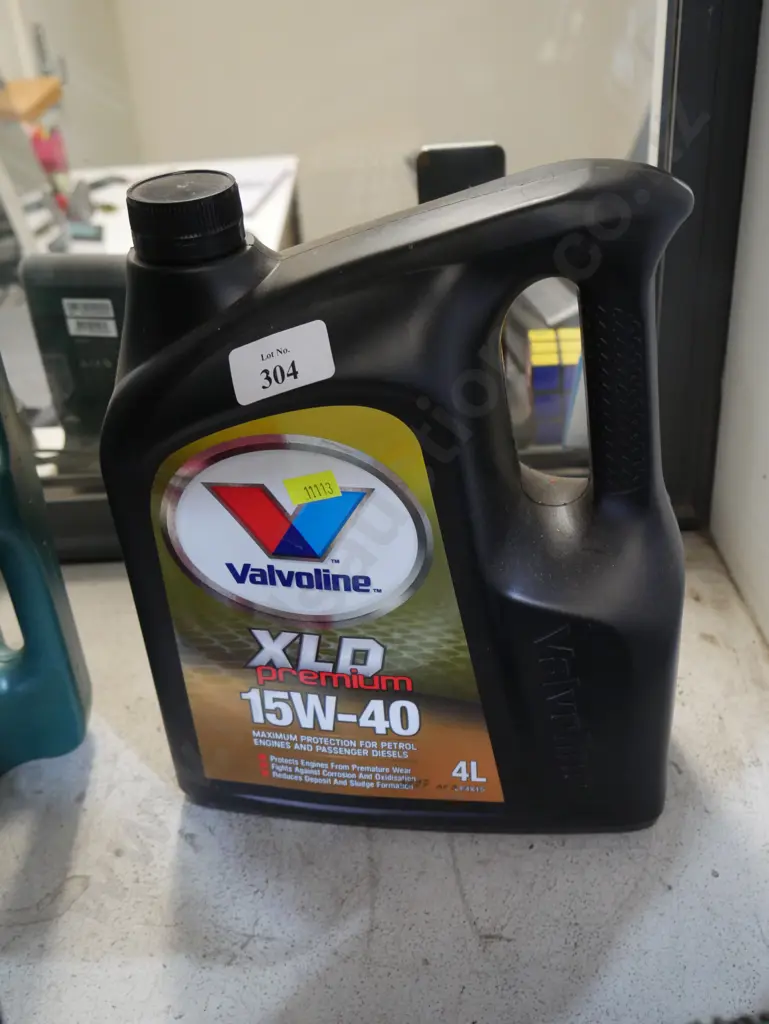 Lot No.
304
11113
Valvoline™
XLD
premium
15W-40
MAXIMUM PROTECTION FOR PETROL
ENGINES AND PASSENGER DIESELS
Protects Engines From Premature Wear
Fights Against Corrosion And Oxidisation
Reduces Deposit And Sludge Formation
4L
Valvoline